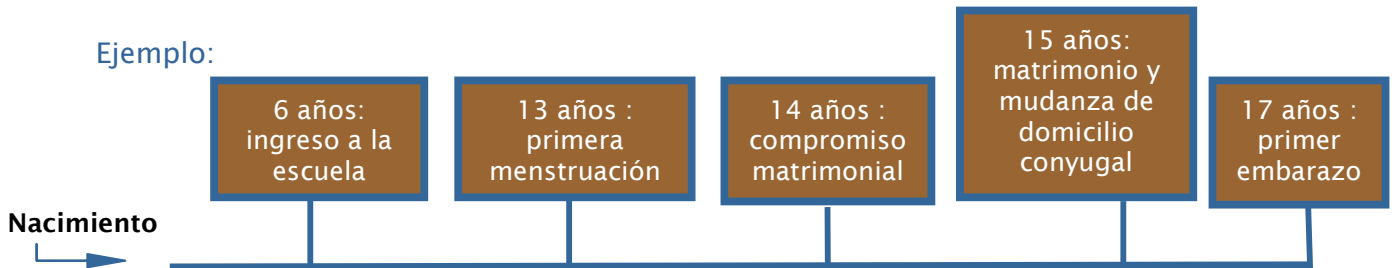 Ejemplo:
6 años:
ingreso a la
escuela
13 años :
primera
menstruación
14 años :
compromiso
matrimonial
15 años:
matrimonio y
mudanza de
domicilio
conyugal
17 años :
primer
embarazo
Nacimiento